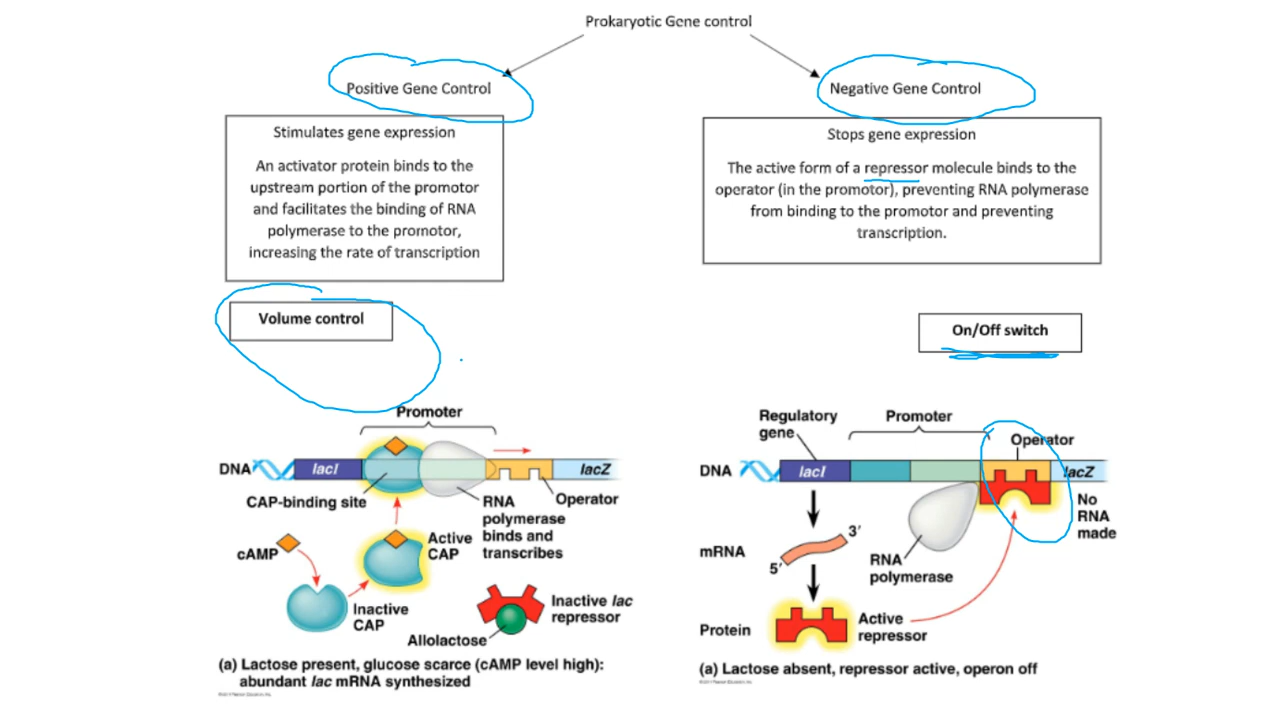 Prokaryotic Gene control
Positive Gene Control
Stimulates gene expression
An activator protein binds to the
upstream portion of the promotor
and facilitates the binding of RNA
polymerase to the promotor,
increasing the rate of transcription
Volume control
Negative Gene Control
Stops gene expression
The active form of a repressor molecule binds to the
operator (in the promotor), preventing RNA polymerase
from binding to the promotor and preventing
transcription.
On/Off switch
Promoter
DNA
lacI
lacZ
CAP-binding site
RNA
polymerase
binds and
transcribes
Operator
cAMP
Active
CAP
Inactive
CAP
Inactive lac
repressor
Allolactose
(a) Lactose present, glucose scarce (cAMP level high):
abundant lac mRNA synthesized
Regulatory
gene
Promoter
Operator
DNA
lacI
lacZ
No
RNA
made
mRNA
3′
5′
RNA
polymerase
Protein
Active
repressor
(a) Lactose absent, repressor active, operon off